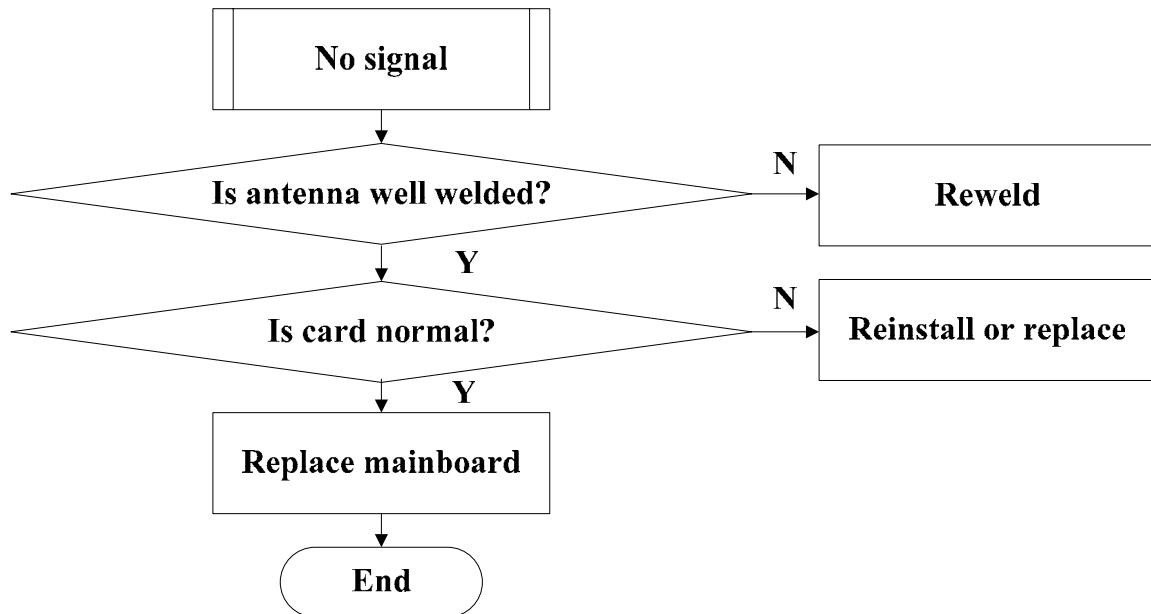 No signal
Is antenna well welded?
N
Reweld
Y
Is card normal?
N
Reinstall or replace
Y
Replace mainboard
End